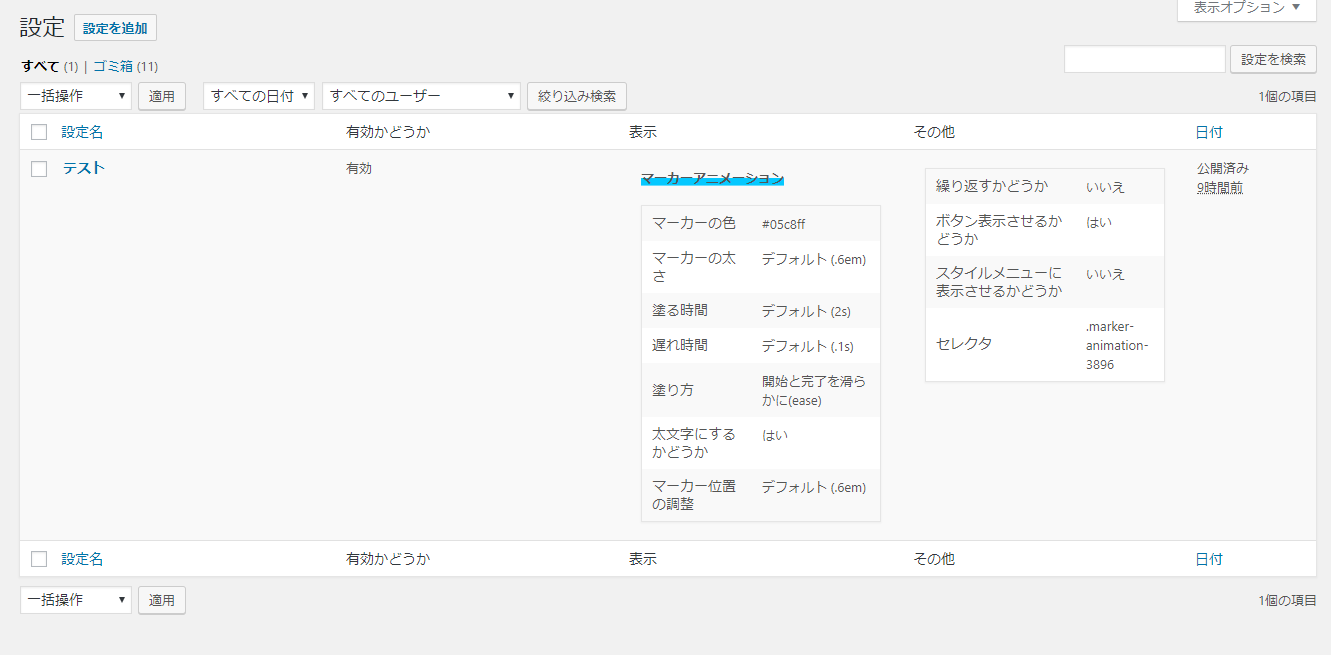 表示オプション ▼
設定 設定を追加
すべて (1) | ゴミ箱 (11)
設定を検索
一括操作 ▼ 適用 すべての日付 ▼ すべてのユーザー ▼ 絞り込み検索 1個の項目
設定名 有効かどうか 表示 その他 日付
テスト 有効
マーカーアニメーション
マーカーの色 #05c8ff
マーカーの太
さ
デフォルト (.6em)
塗る時間 デフォルト (2s)
遅れ時間 デフォルト (.1s)
塗り方
開始と完了を滑ら
かに(ease)
太文字にする
かどうか
はい
マーカー位置
の調整
デフォルト (.6em)
繰り返すかどうか いいえ
ボタン表示させるか
どうか
はい
スタイルメニューに
表示させるかどうか
いいえ
セレクタ
.marker-
animation-
3896
公開済み
9時間前
設定名 有効かどうか 表示 その他 日付
一括操作 ▼ 適用 1個の項目